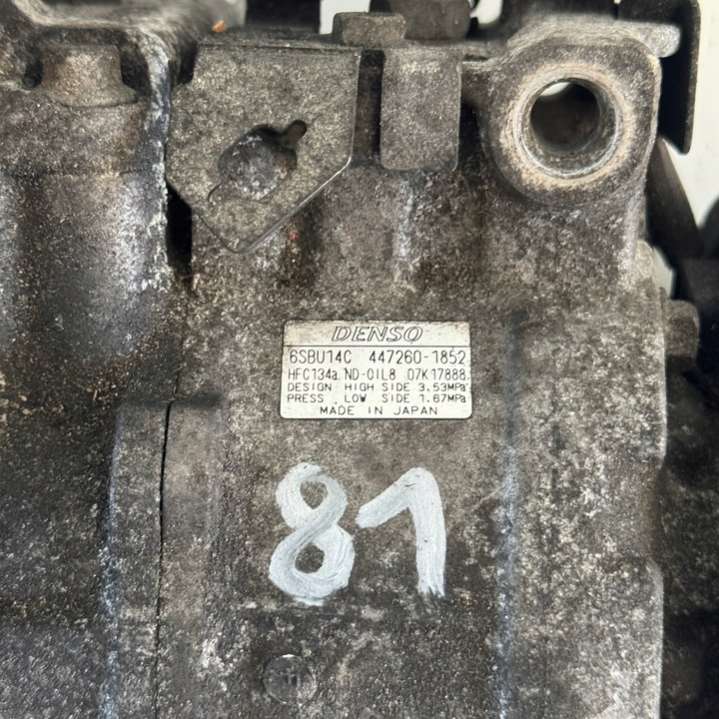 DENSO
6SBU14C 447260-1852
HFC134a ND-OIL8 07K17888
DESIGN HIGH SIDE 3.53MPa
PRESS. LOW SIDE 1.67MPa
MADE IN JAPAN
81